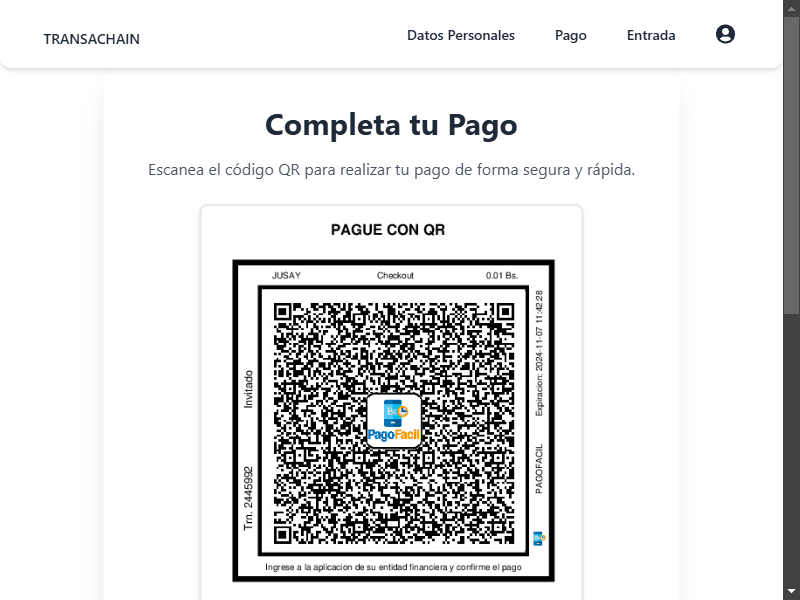 TRANSACHAIN
Datos Personales
Pago
Entrada
Completa tu Pago
Escanea el código QR para realizar tu pago de forma segura y rápida.
PAGUE CON QR
JUSAY
Checkout
0.01 Bs.
Invitado
Trn. 2445992
Bs
PagoFacil
Expiracion: 2024-11-07 11:42:28
PAGOFACIL
Ingrese a la aplicacion de su entidad financiera y confirme el pago